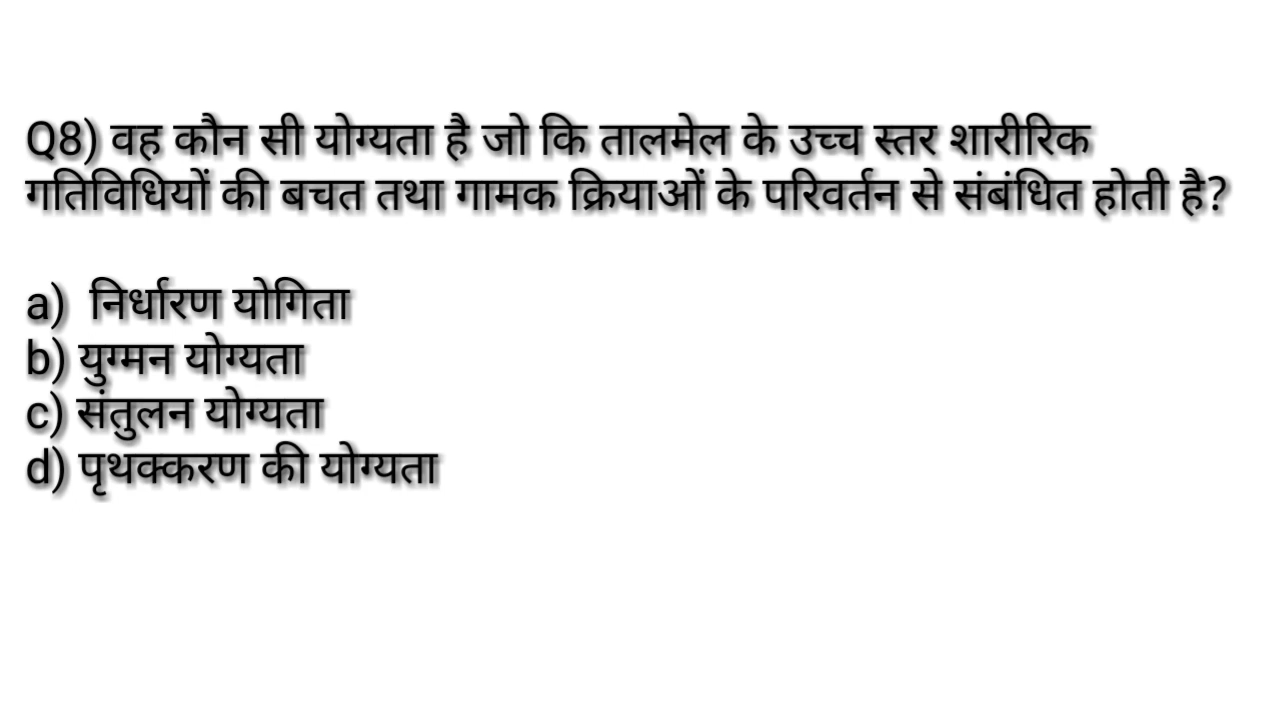 Q8) वह कौन सी योग्यता है जो कि तालमेल के उच्च स्तर शारीरिक
गतिविधियों की बचत तथा गामक क्रियाओं के परिवर्तन से संबंधित होती है?
a) निर्धारण योगिता
b) युग्मन योग्यता
c) संतुलन योग्यता
d) पृथक्करण की योग्यता